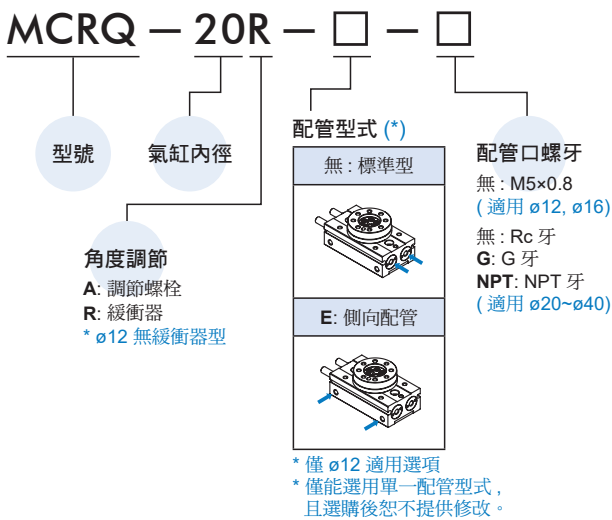 MCRQ — 20R — □ — □
型號
氣缸內徑
角度調節
A: 調節螺栓
R: 緩衝器
* ø12 無緩衝器型
配管型式 (*)
無 : 標準型
E: 側向配管
* 僅 ø12 適用選項
* 僅能選用單一配管型式 ,
且選購後恕不提供修改。
配管口螺牙
無 : M5×0.8
( 適用 ø12, ø16)
無 : Rc 牙
G: G 牙
NPT: NPT 牙
( 適用 ø20~ø40)